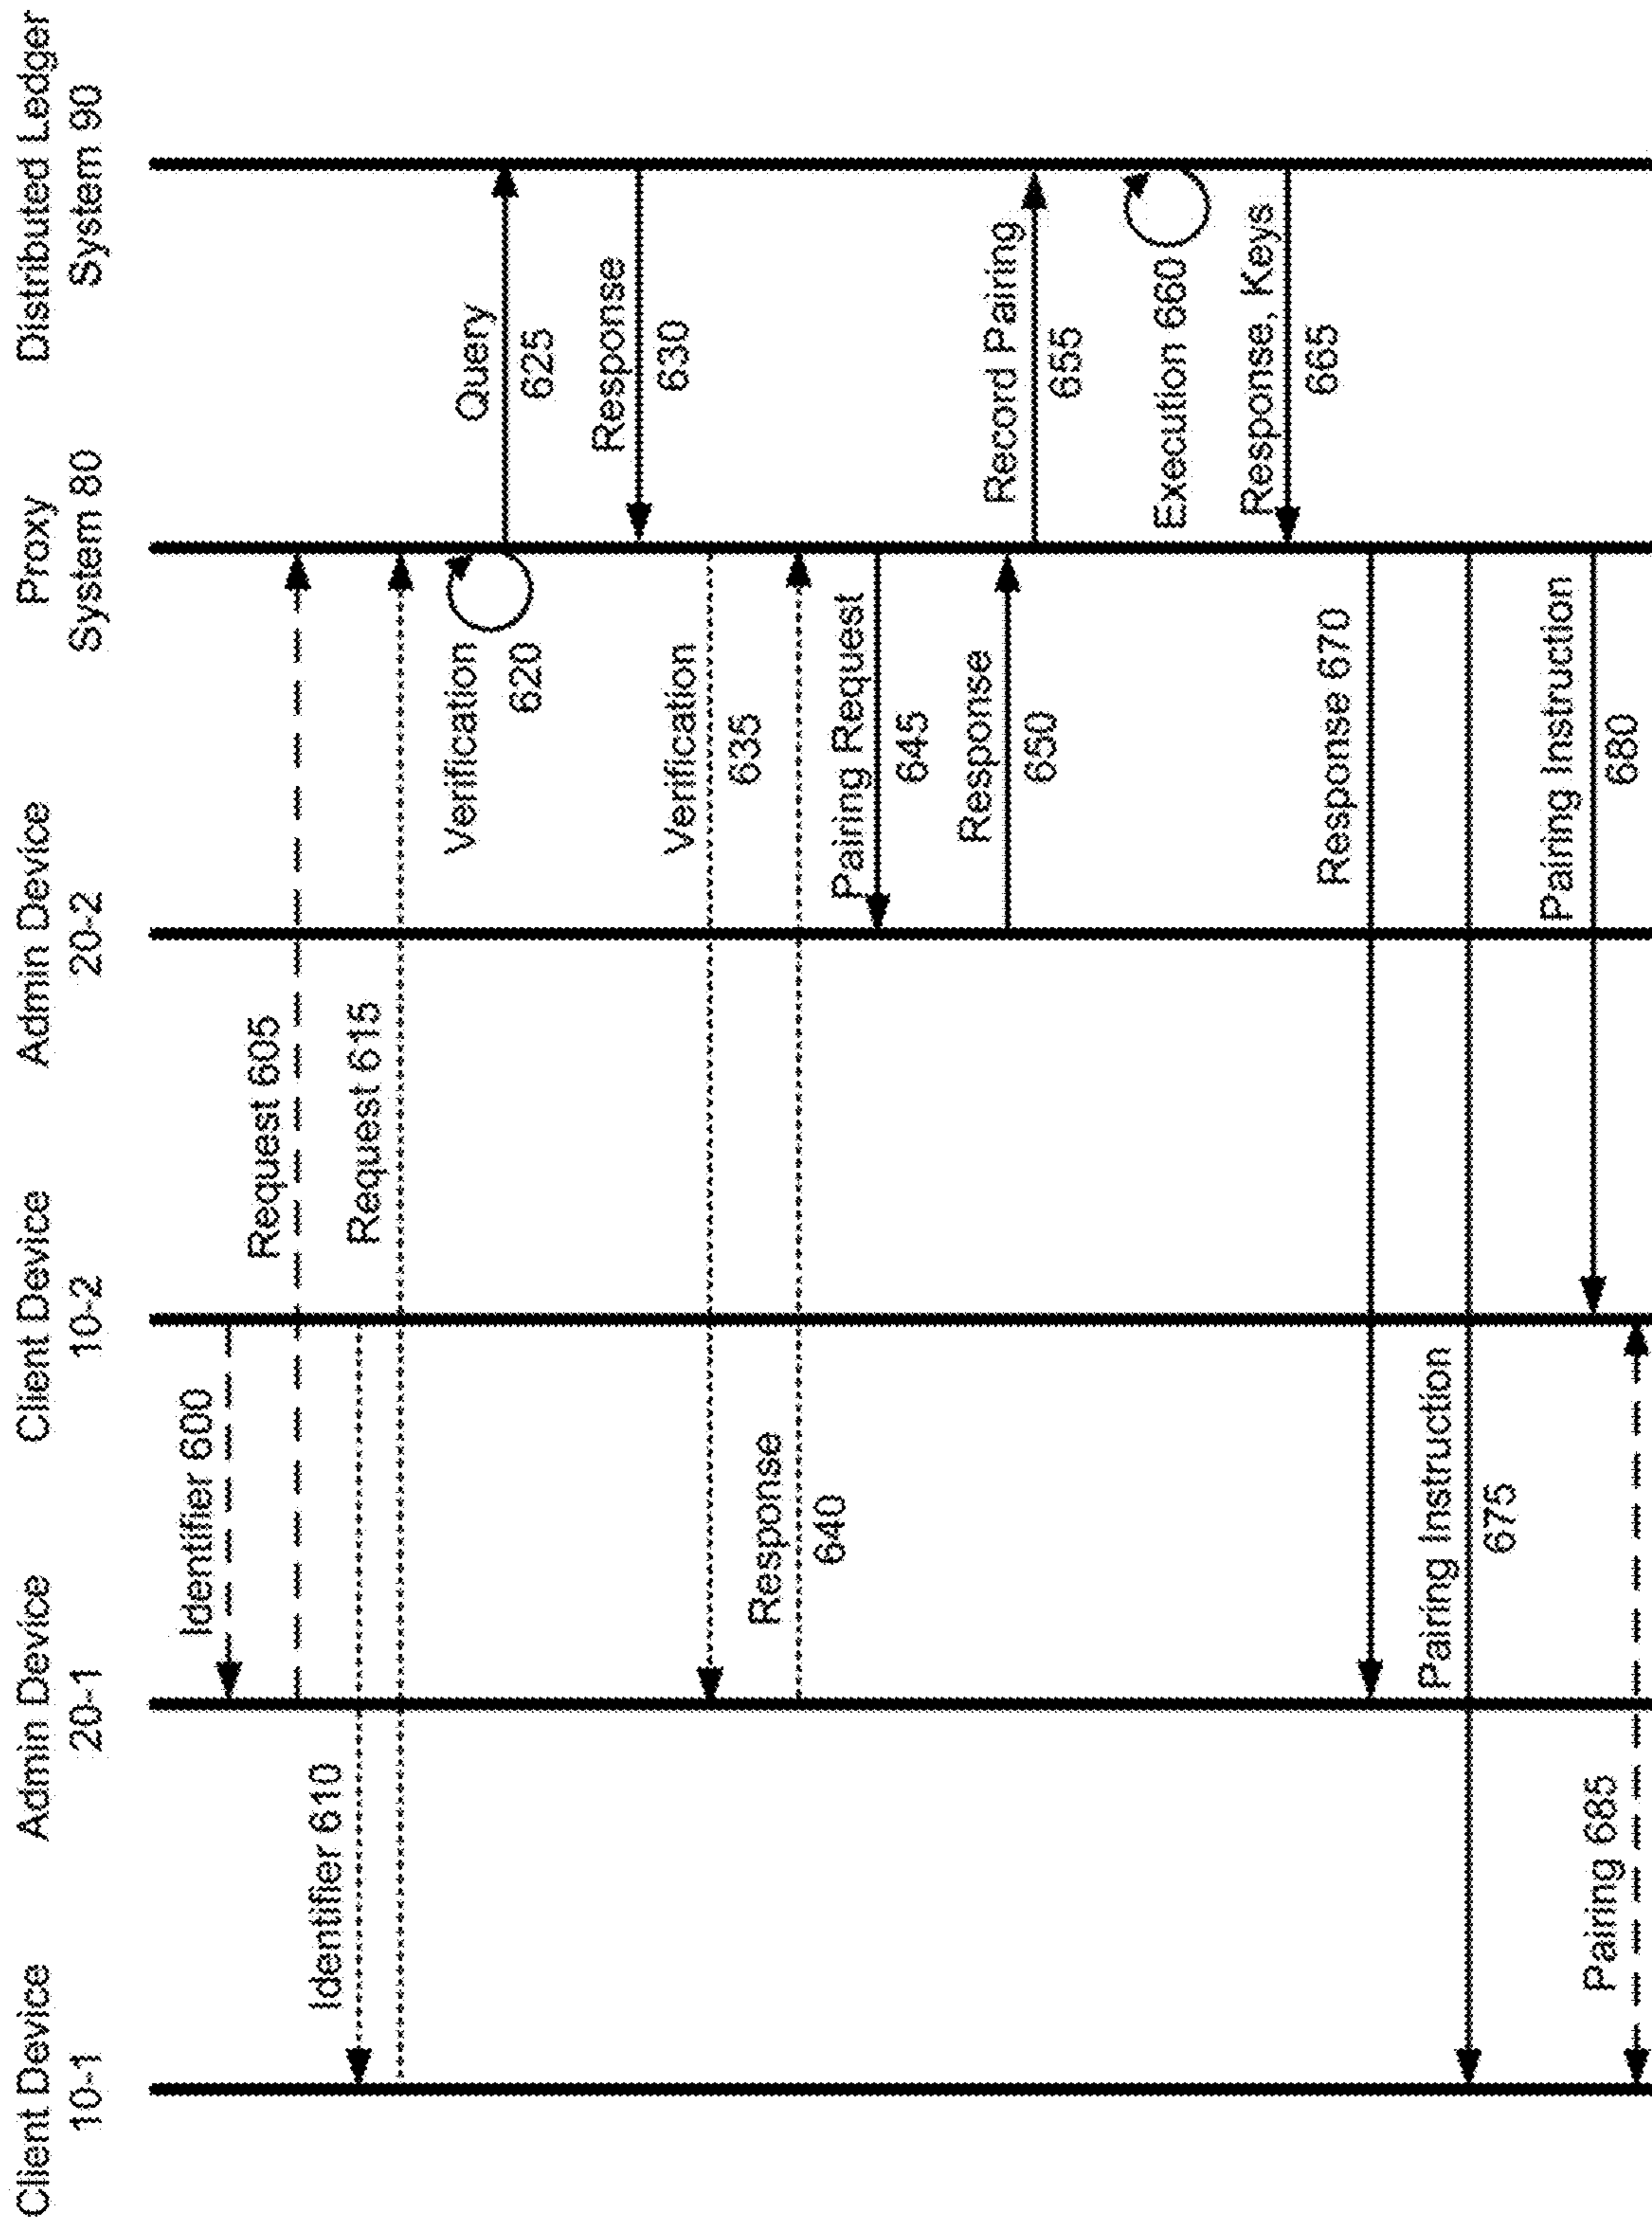 Client Device
10-1
Admin Device
20-1
Client Device
10-2
Admin Device
20-2
Proxy
System 80
Distributed Ledger
System 90
Identifier 600
Request 605
Identifier 610
Request 615
Verification
620
Query
625
Response
630
Verification
635
Response
640
Pairing Request
645
Response
650
Record Pairing
655
Execution 660
Response, Keys
665
Response 670
Pairing Instruction
675
Pairing Instruction
680
Pairing 685